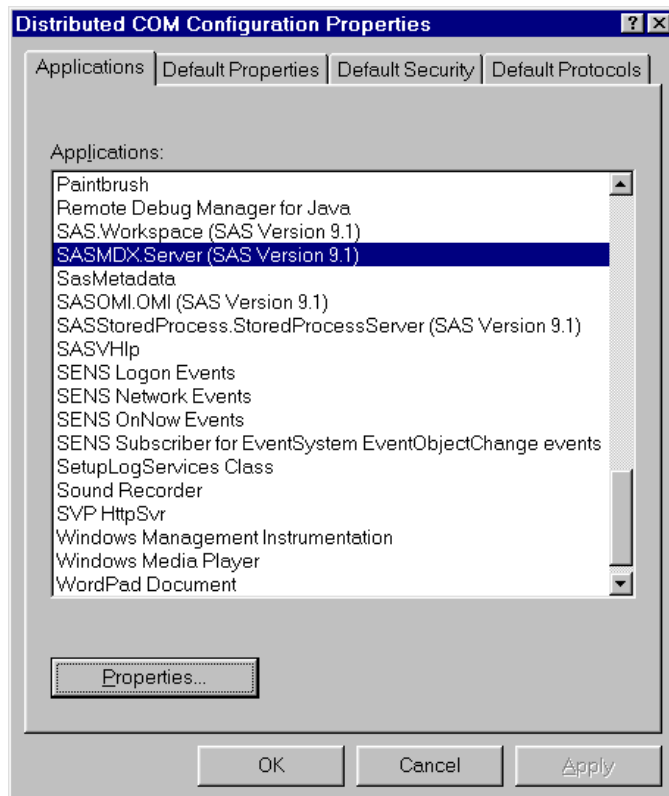 Distributed COM Configuration Properties
Applications Default Properties Default Security Default Protocols
Applications:
Paintbrush
Remote Debug Manager for Java
SAS.Workspace (SAS Version 9.1)
SASMDX.Server (SAS Version 9.1)
SasMetadata
SASOMI.OMI (SAS Version 9.1)
SASStoredProcess.StoredProcessServer (SAS Version 9.1)
SASVHlp
SENS Logon Events
SENS Network Events
SENS OnNow Events
SENS Subscriber for EventSystem EventObjectChange events
SetupLogServices Class
Sound Recorder
SVP HttpSvr
Windows Management Instrumentation
Windows Media Player
WordPad Document
Properties...
OK Cancel Apply